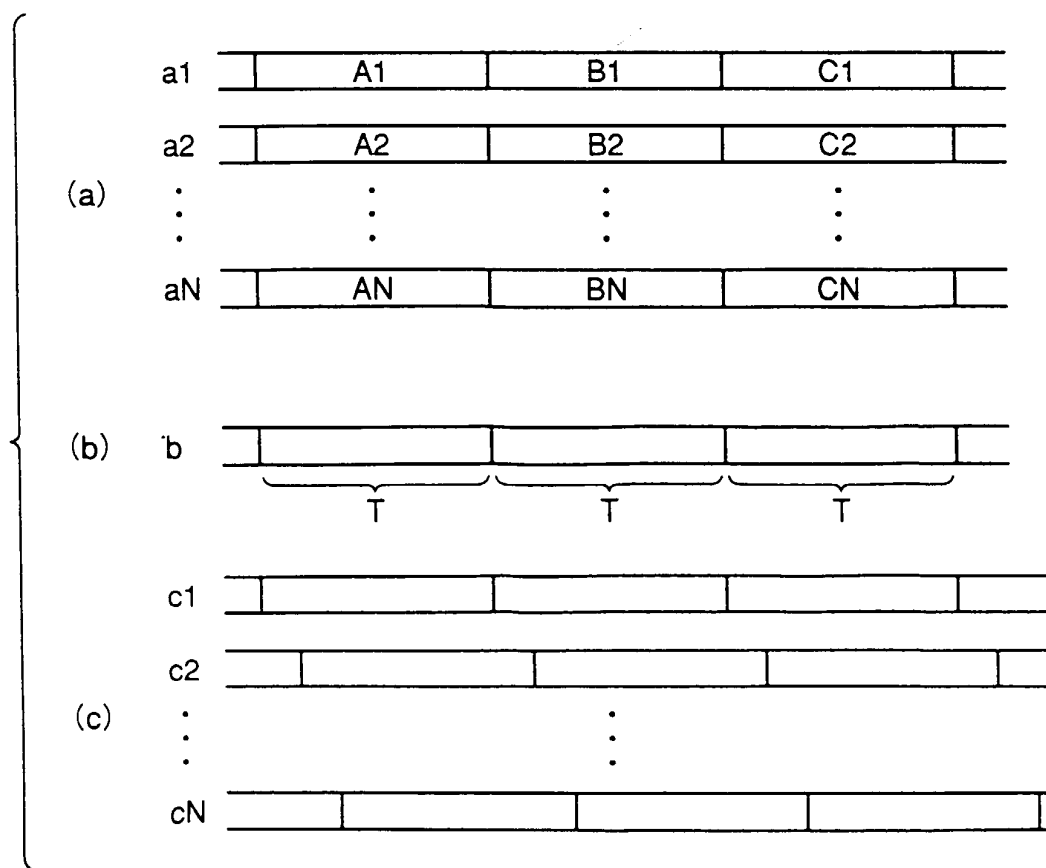 a1 A1 B1 C1
a2 A2 B2 C2
(a)
aN AN BN CN
(b) b
T T T
c1
c2
(c)
cN